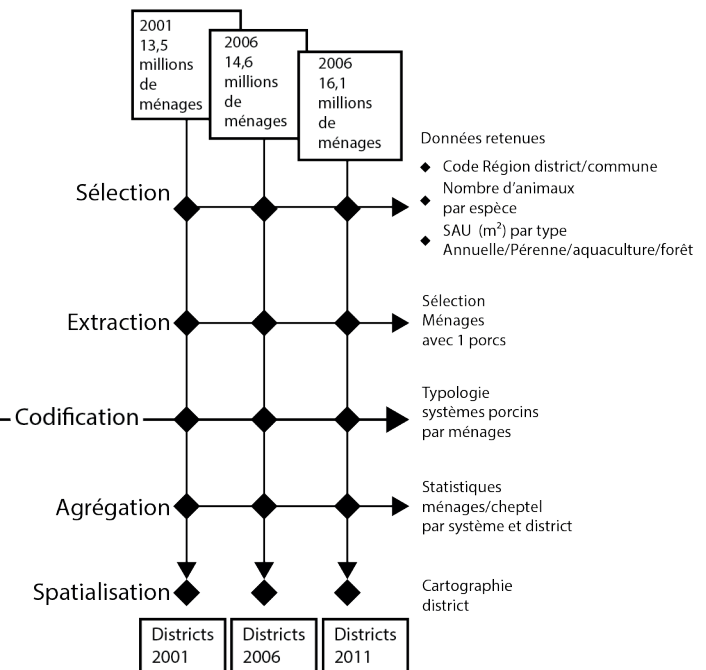 2001
13,5
millions
de
ménages
2006
14,6
millions
de
ménages
2006
16,1
millions
de
ménages
Données retenues
Code Région district/commune
Nombre d'animaux
par espèce
SAU (m²) par type
Annuelle/Pérenne/aquaculture/forêt
Sélection
Extraction
Sélection
Ménages
avec 1 porcs
Codification
Typologie
systèmes porcins
par ménages
Agrégation
Statistiques
ménages/cheptel
par système et district
Spatialisation
Cartographie
district
Districts
2001
Districts
2006
Districts
2011